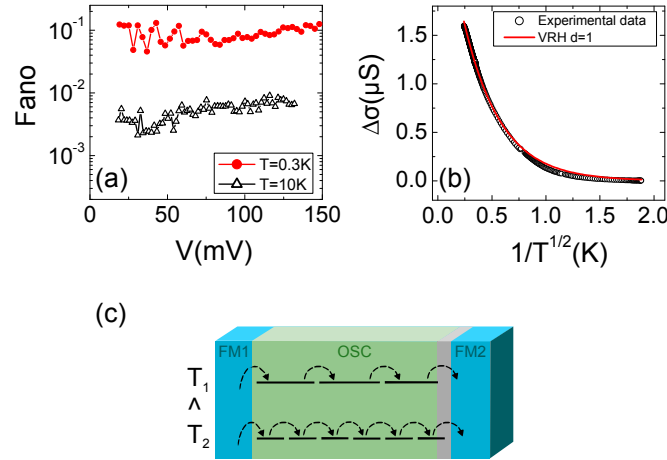 10⁻¹
10⁻²
10⁻³
Fano
(a)
T=0.3K
T=10K
0 50 100 150
V(mV)
Experimental data
VRH d=1
1.5
1.0
0.5
0.0
Δσ(μS)
(b)
0.0 0.5 1.0 1.5 2.0
1/T^1/2(K)
(c)
FM1 OSC FM2
T₁
<
T₂